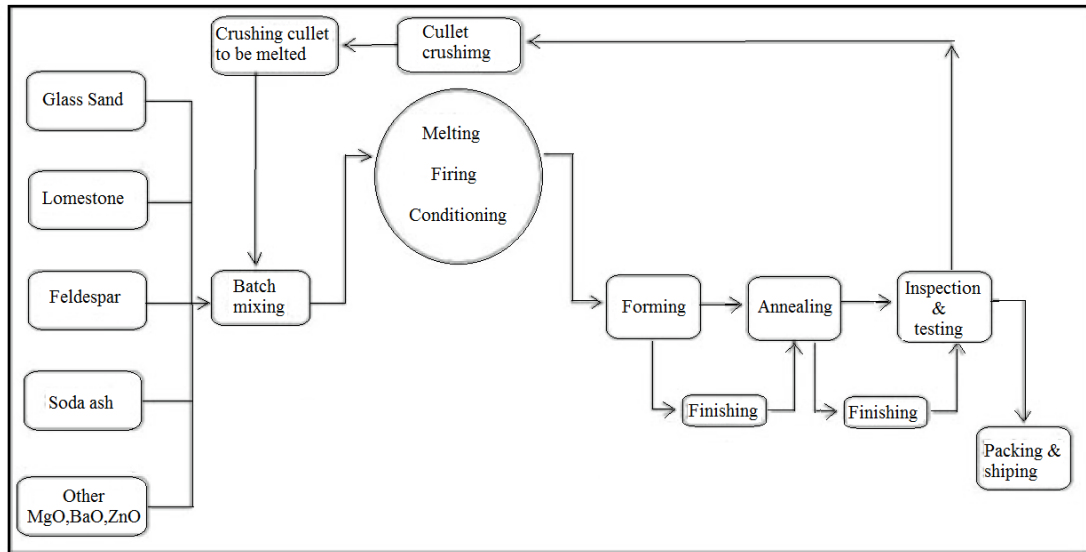 Crushing cullet
to be melted
Cullet
crushimg
Glass Sand
Lomestone
Feldespar
Soda ash
Other
MgO,BaO,ZnO
Batch
mixing
Melting
Firing
Conditioning
Forming
Annealing
Inspection
&
testing
Finishing
Finishing
Packing &
shiping